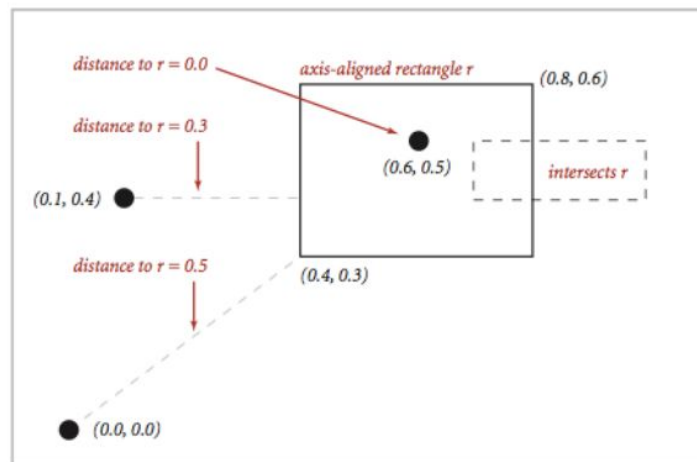 distance to r = 0.0
axis-aligned rectangle r
(0.8, 0.6)
distance to r = 0.3
(0.6, 0.5)
intersects r
(0.1, 0.4)
distance to r = 0.5
(0.4, 0.3)
(0.0, 0.0)